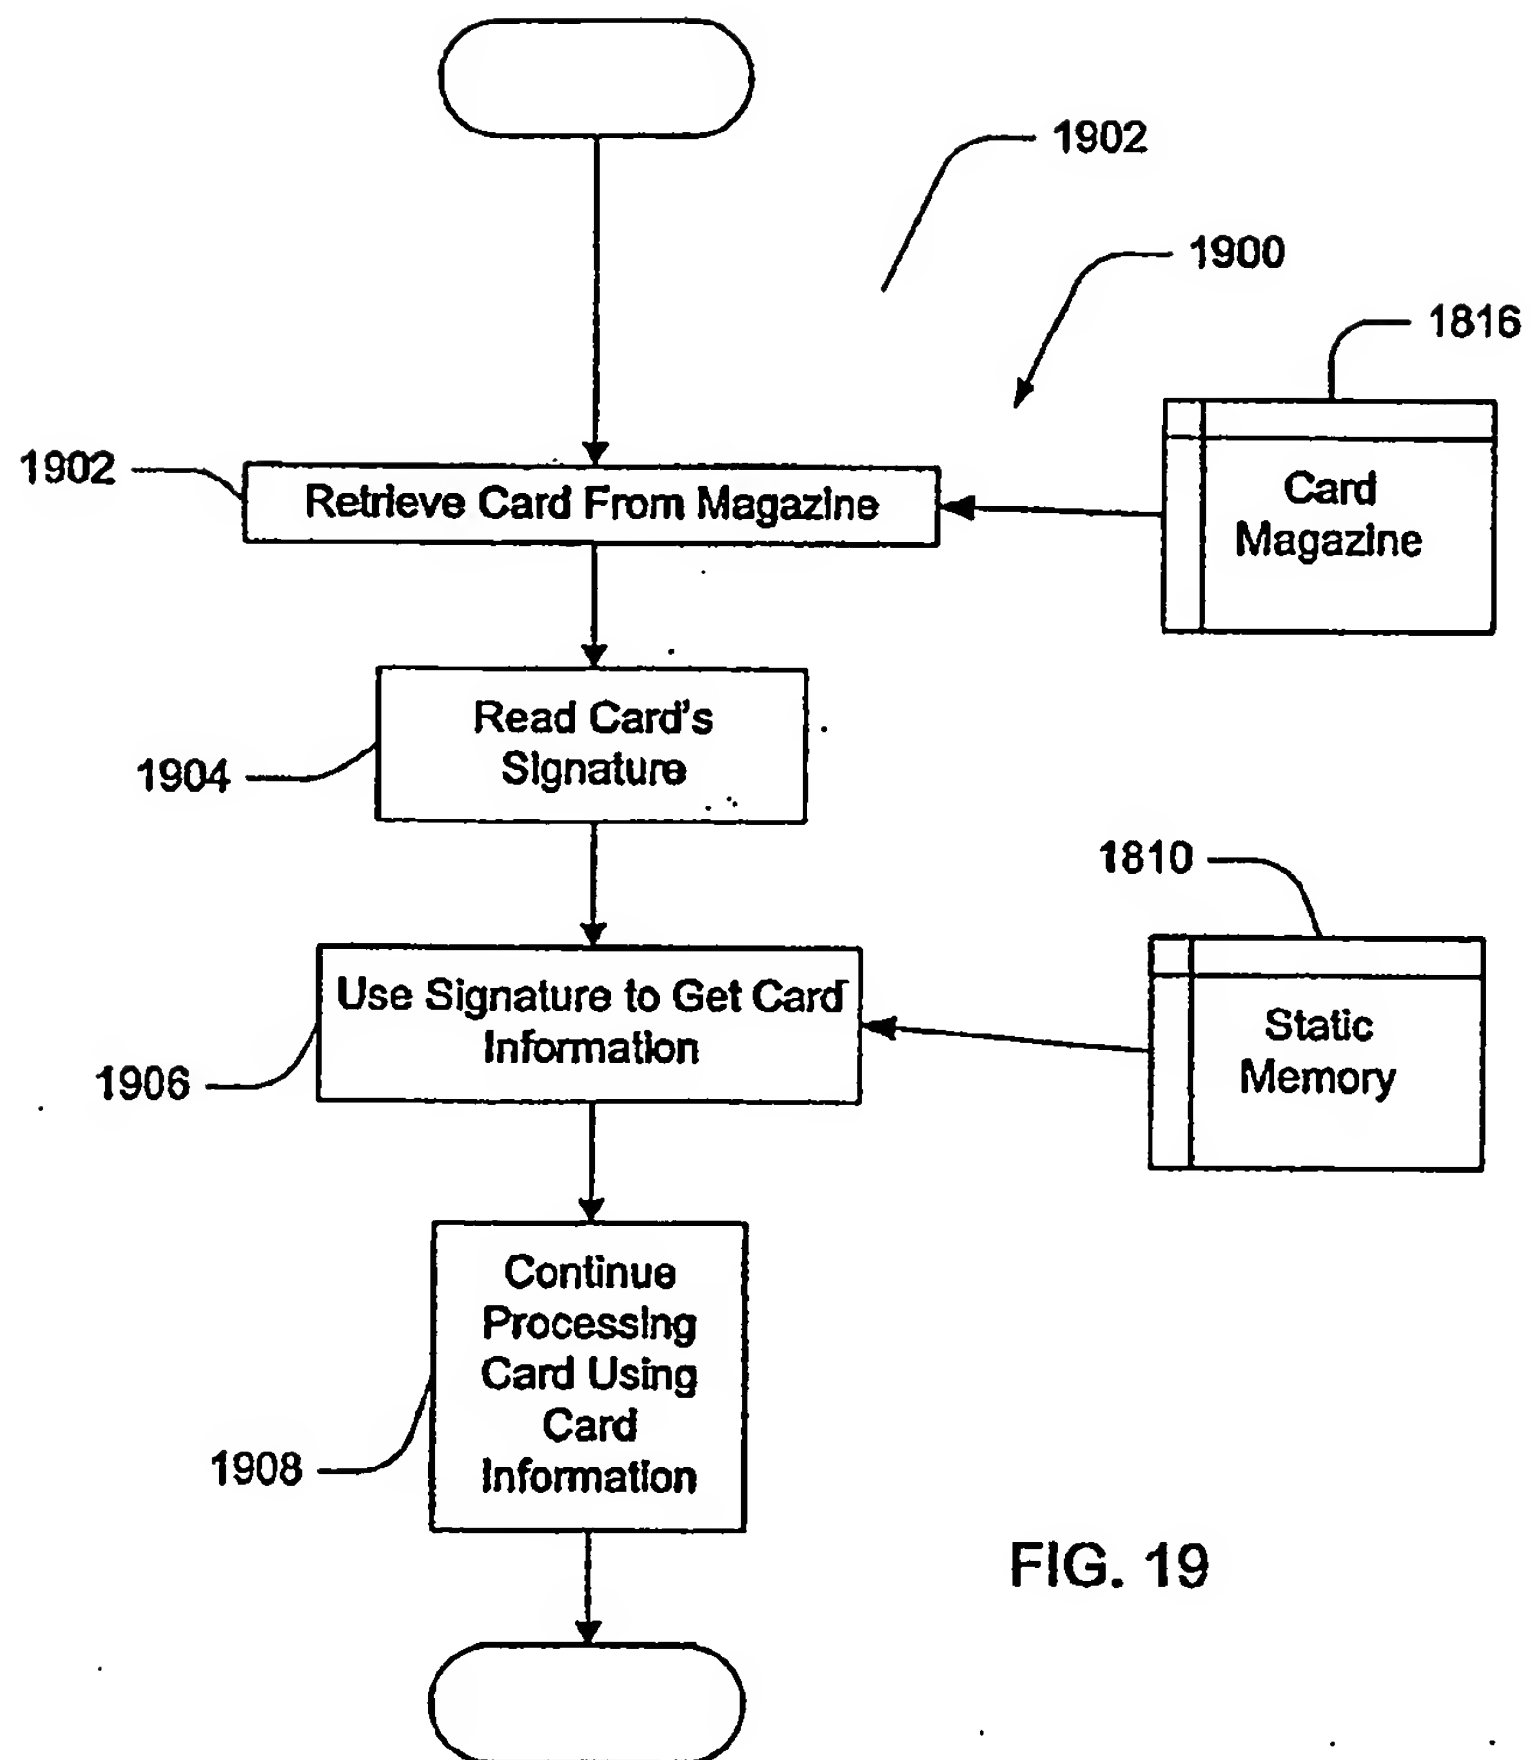 1902
1900
1816
1902
Retrieve Card From Magazine
Card
Magazine
Read Card's
Signature
1904
1810
Use Signature to Get Card
Information
1906
Static
Memory
Continue
Processing
Card Using
Card
Information
1908
FIG. 19